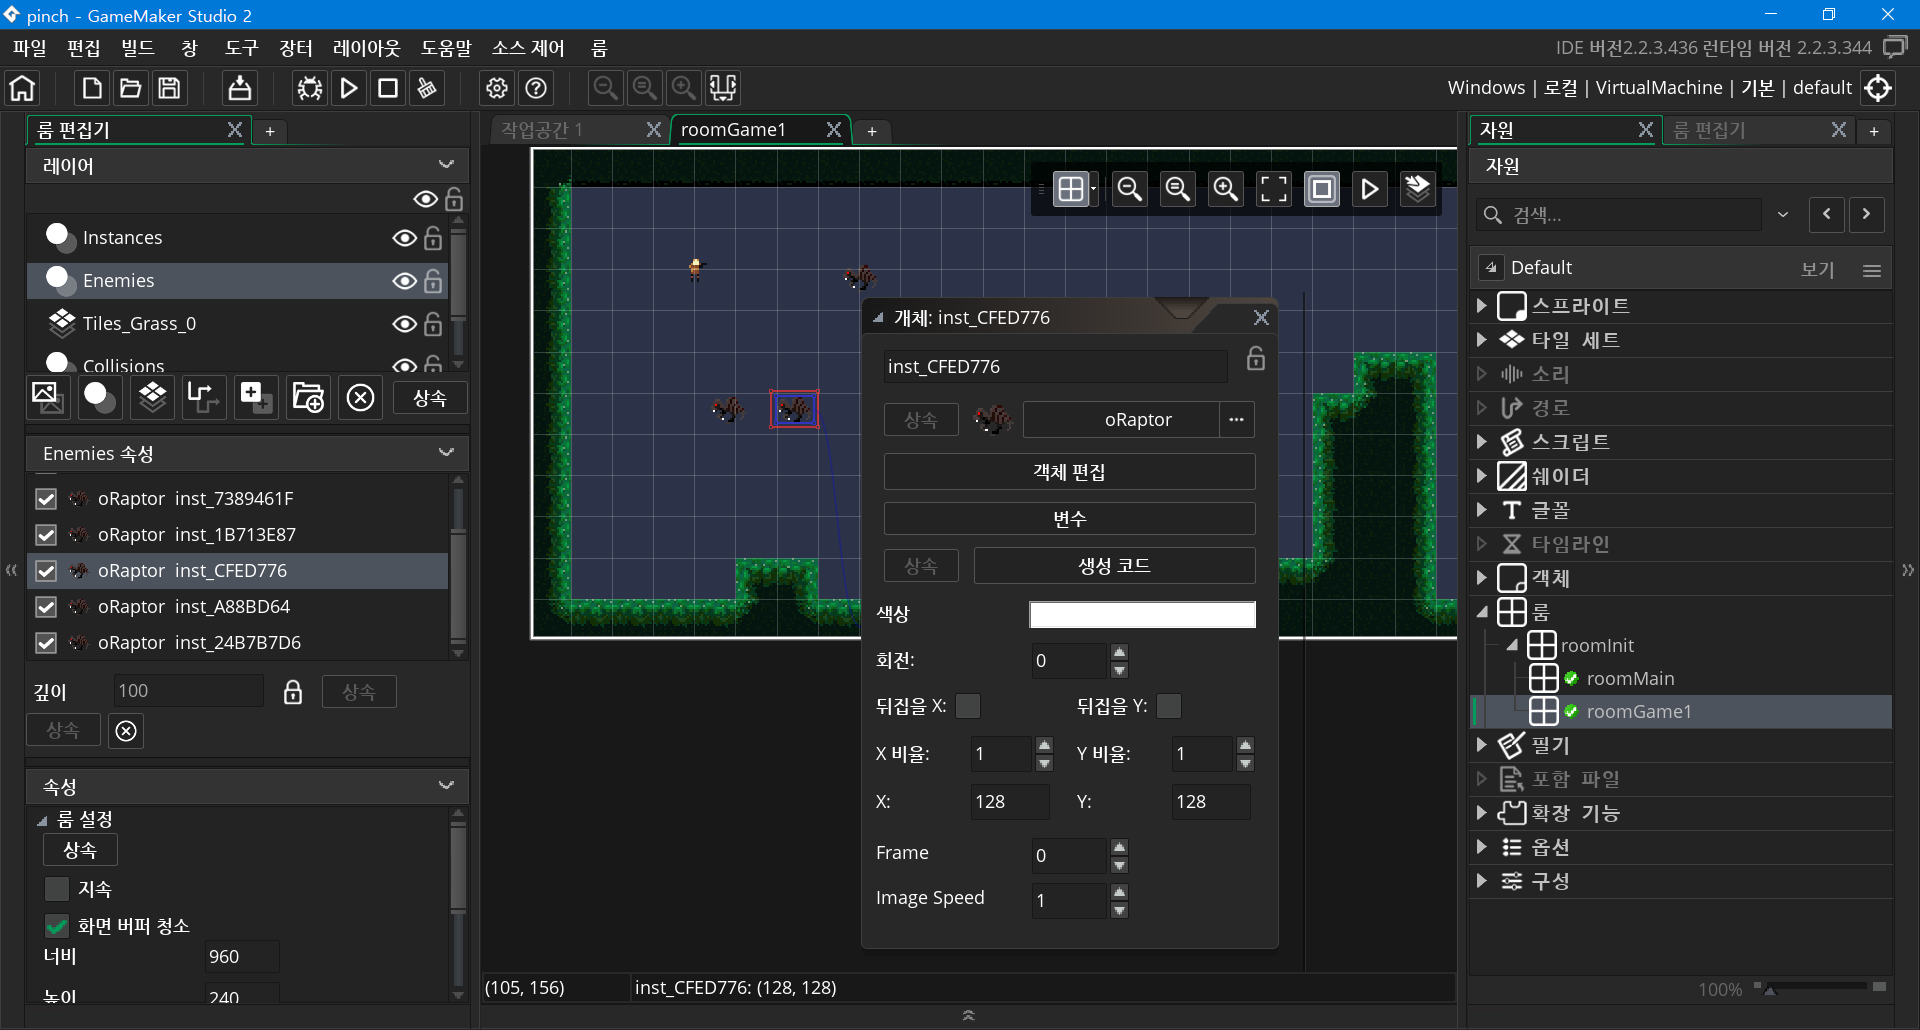 pinch - GameMaker Studio 2
파일 편집 빌드 창 도구 장터 레이아웃 도움말 소스 제어 룸
IDE 버전2.2.3.436 런타임 버전 2.2.3.344
Windows | 로컬 | VirtualMachine | 기본 | default
룸 편집기
레이어
Instances
Enemies
Tiles_Grass_0
Collisions
상속
Enemies 속성
oRaptor inst_7389461F
oRaptor inst_1B713E87
oRaptor inst_CFED776
oRaptor inst_A88BD64
oRaptor inst_24B7B7D6
깊이 100 상속
상속
속성
룸 설정
상속
지속
화면 버퍼 청소
너비 960
높이 240
작업공간 1
roomGame1
개체: inst_CFED776
inst_CFED776
상속 oRaptor ...
객체 편집
변수
상속 생성 코드
색상
회전: 0
뒤집을 X: 뒤집을 Y:
X 비율: 1 Y 비율: 1
X: 128 Y: 128
Frame 0
Image Speed 1
(105, 156) inst_CFED776: (128, 128)
자원
룸 편집기
자원
검색...
Default 보기
스프라이트
타일 세트
소리
경로
스크립트
쉐이더
글꼴
타임라인
객체
룸
roomInit
roomMain
roomGame1
필기
포함 파일
확장 기능
옵션
구성
100%